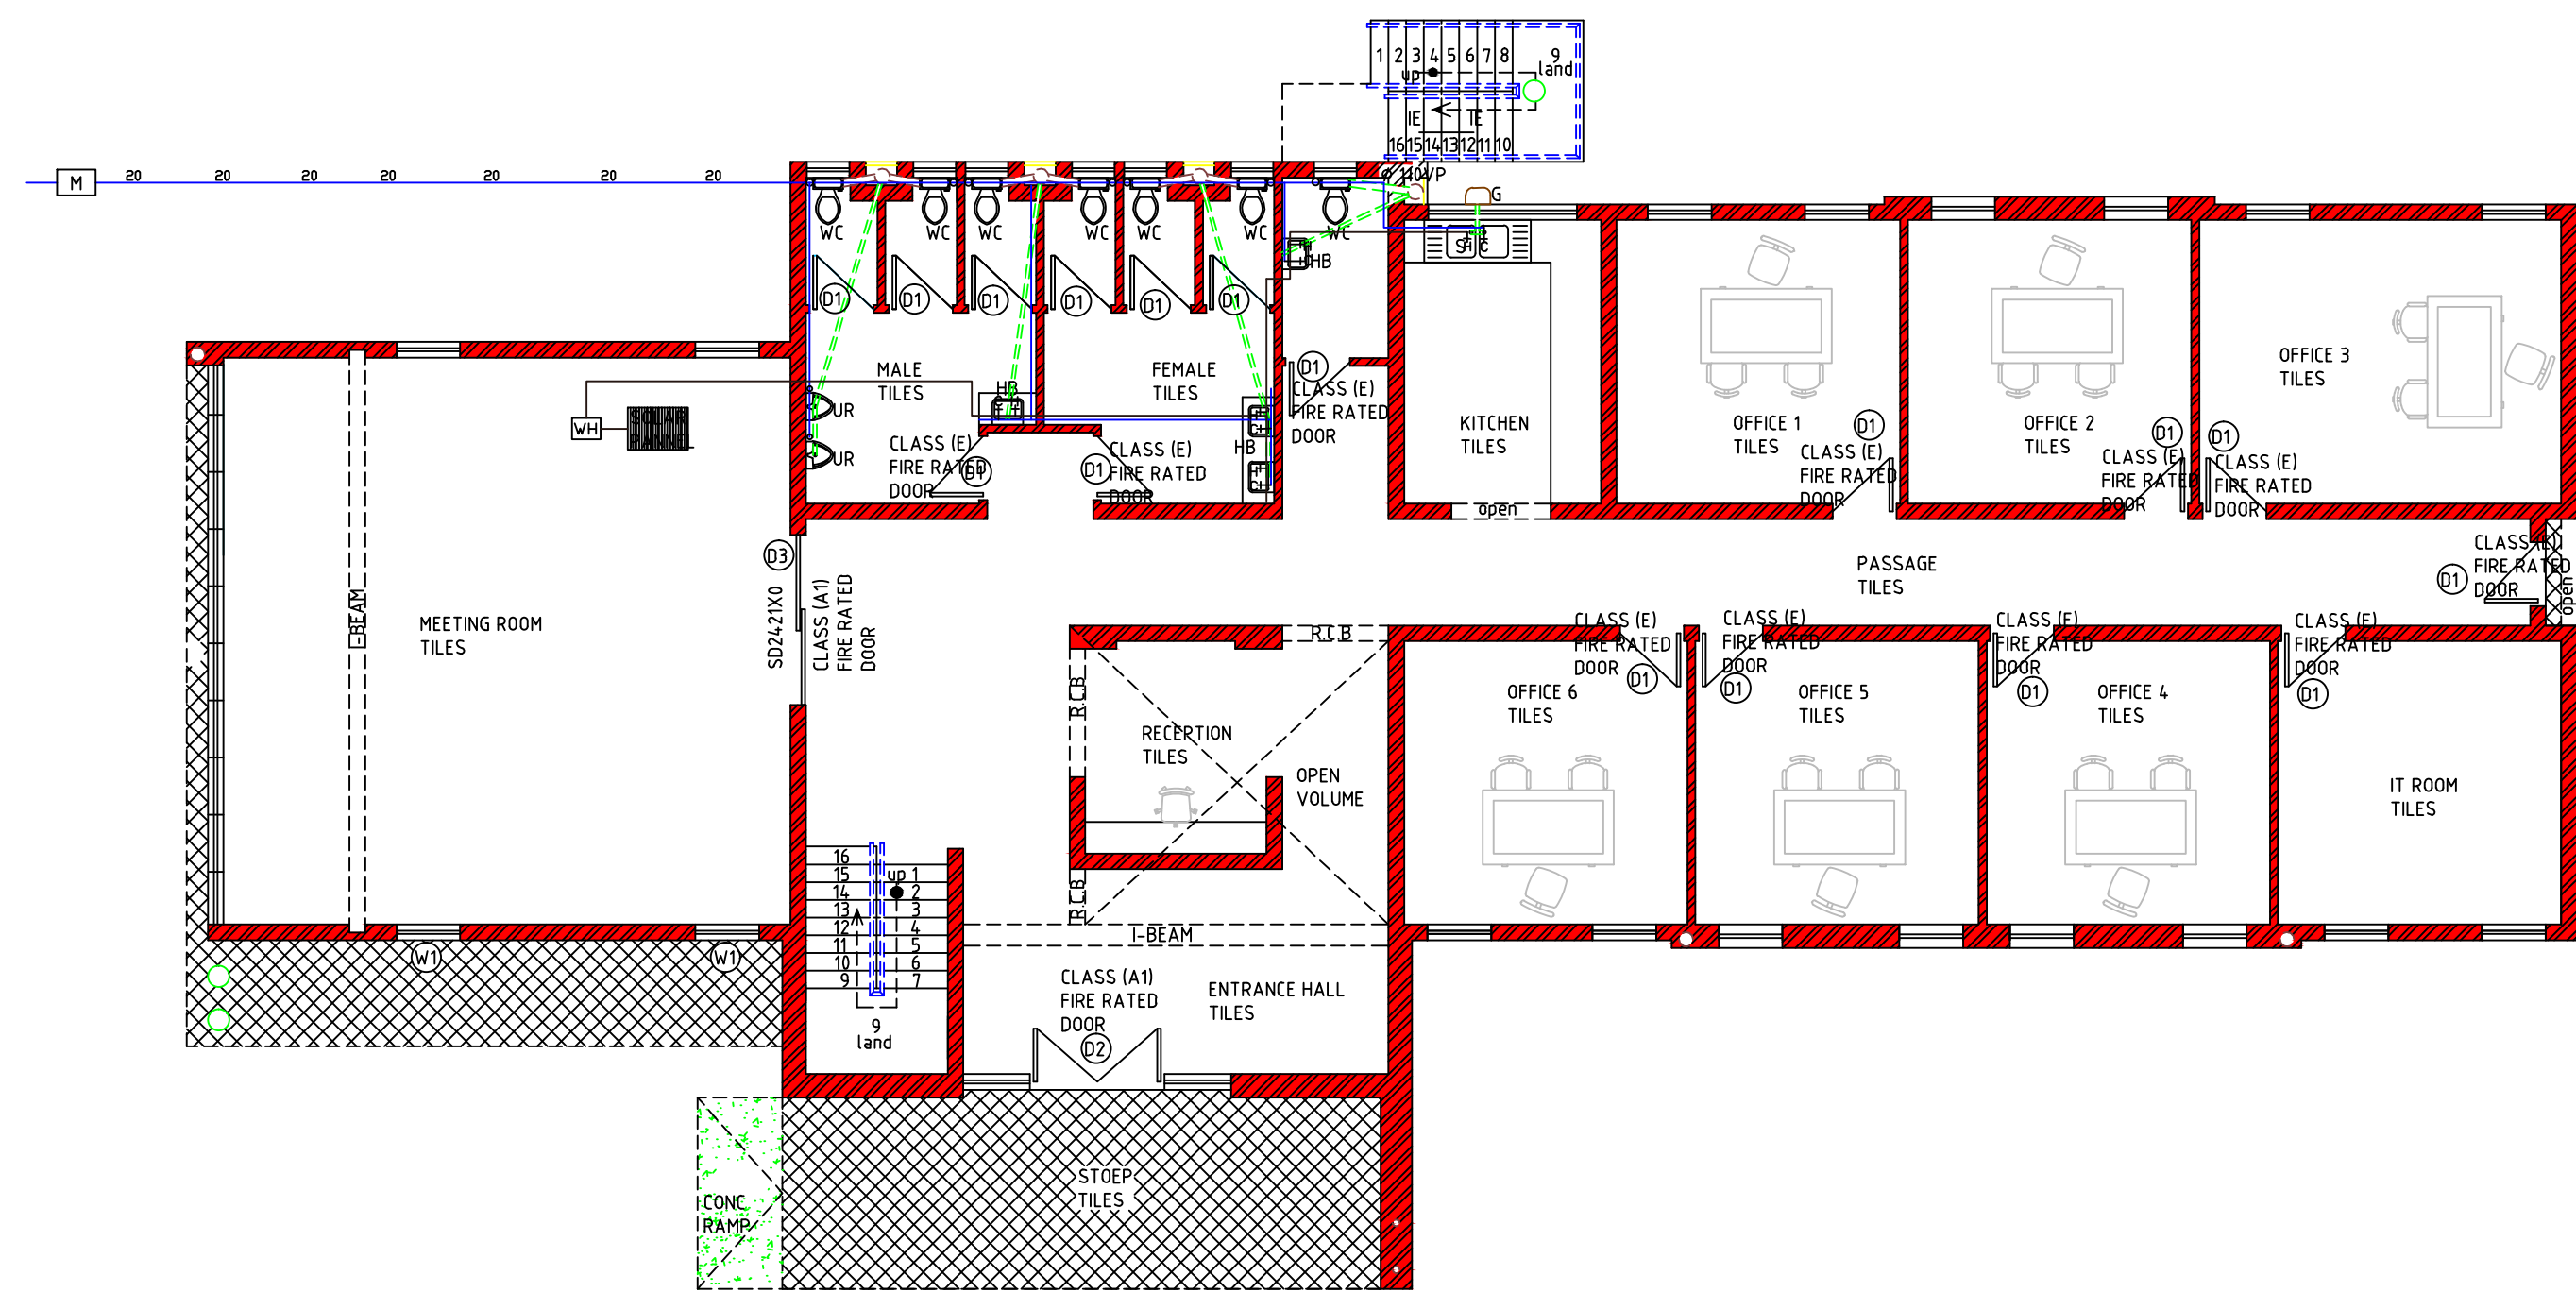 1 2 3 4 5 6 7 8 9
land
up
IE IE
16 15 14 13 12 11 10
M 20 20 20 20 20 20 20
110VP
G
WC WC WC WC WC WC WC
S H C
HB
D1 D1 D1 D1 D1 D1
MALE
TILES
FEMALE
TILES
D1
CLASS (E)
FIRE RATED
DOOR
HB
UR
UR
HB
WH
SOLAR
PANNEL
CLASS (E)
FIRE RATED
DOOR
D1
D1
CLASS (E)
FIRE RATED
DOOR
KITCHEN
TILES
open
OFFICE 1
TILES
D1
CLASS (E)
FIRE RATED
DOOR
OFFICE 2
TILES
D1
CLASS (E)
FIRE RATED
DOOR
OFFICE 3
TILES
D1
CLASS (E)
FIRE RATED
DOOR
D3
SD2421X0
CLASS (A1)
FIRE RATED
DOOR
PASSAGE
TILES
CLASS (E)
FIRE RATED
DOOR
D1
open
I-BEAM
MEETING ROOM
TILES
R.C.B
R.C.B
R.C.B
RECEPTION
TILES
OPEN
VOLUME
CLASS (E)
FIRE RATED
DOOR
D1
OFFICE 6
TILES
CLASS (E)
FIRE RATED
DOOR
D1
OFFICE 5
TILES
CLASS (E)
FIRE RATED
DOOR
D1
OFFICE 4
TILES
CLASS (E)
FIRE RATED
DOOR
D1
IT ROOM
TILES
16
15 up 1
14 2
13 3
12 4
11 5
10 6
9 7
9
land
W1 W1
I-BEAM
CLASS (A1)
FIRE RATED
DOOR
D2
ENTRANCE HALL
TILES
STOEP
TILES
CONC
RAMP